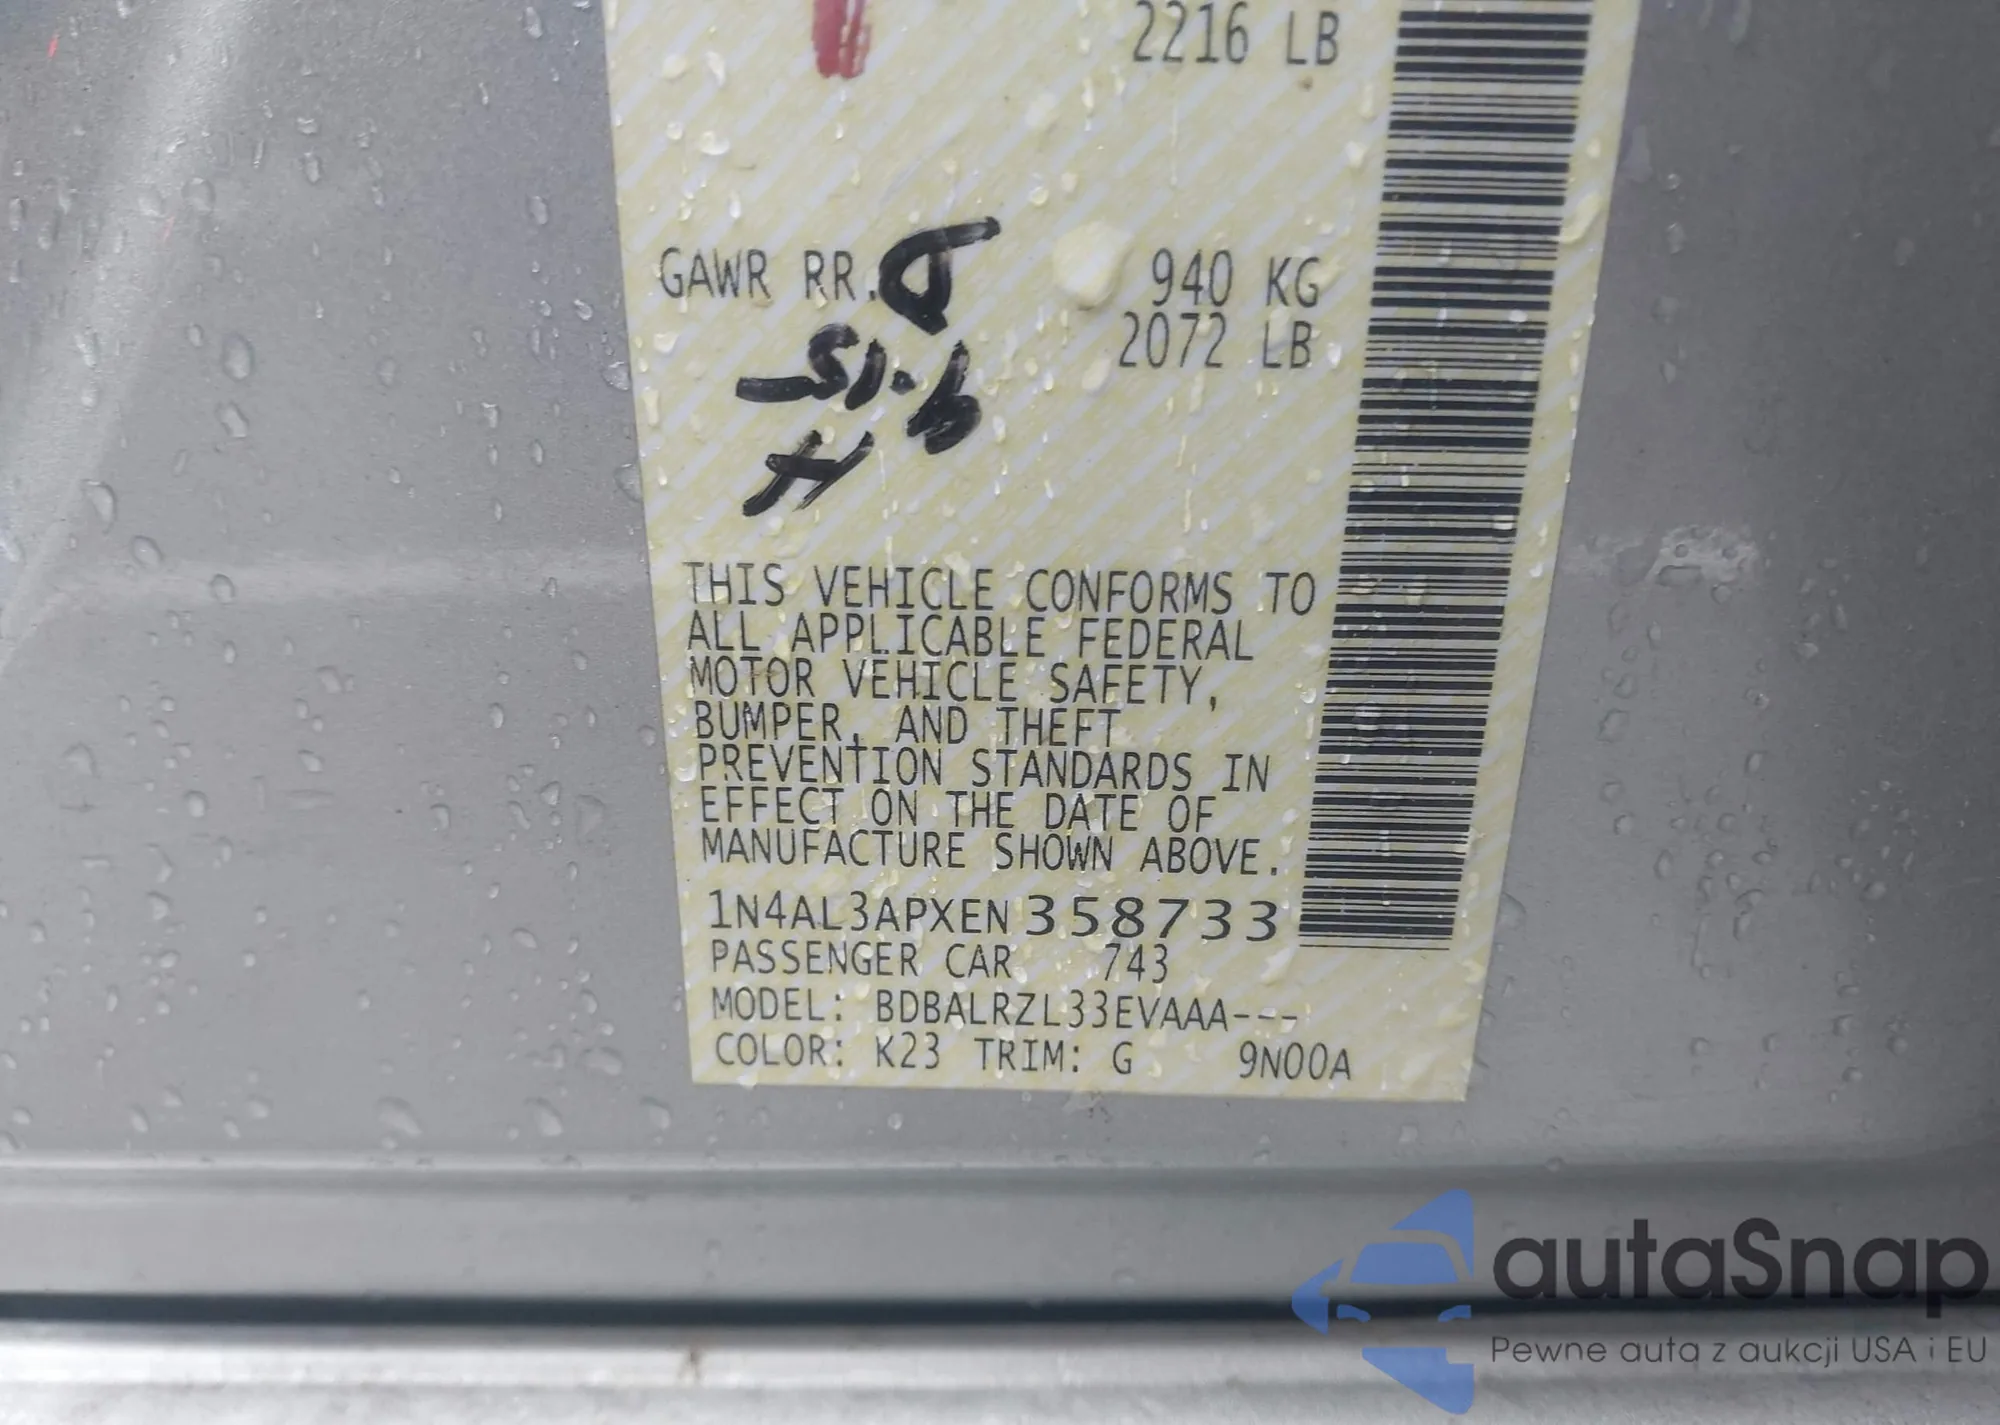 2216 LB
GAWR RR. 940 KG
2072 LB
THIS VEHICLE CONFORMS TO
ALL APPLICABLE FEDERAL
MOTOR VEHICLE SAFETY,
BUMPER, AND THEFT
PREVENTION STANDARDS IN
EFFECT ON THE DATE OF
MANUFACTURE SHOWN ABOVE.
1N4AL3APXEN358733
PASSENGER CAR 743
MODEL: BDBALRZL33EVAAA---
COLOR: K23 TRIM: G 9N00A
autaSnap
Pewne auta z aukcji USA i EU